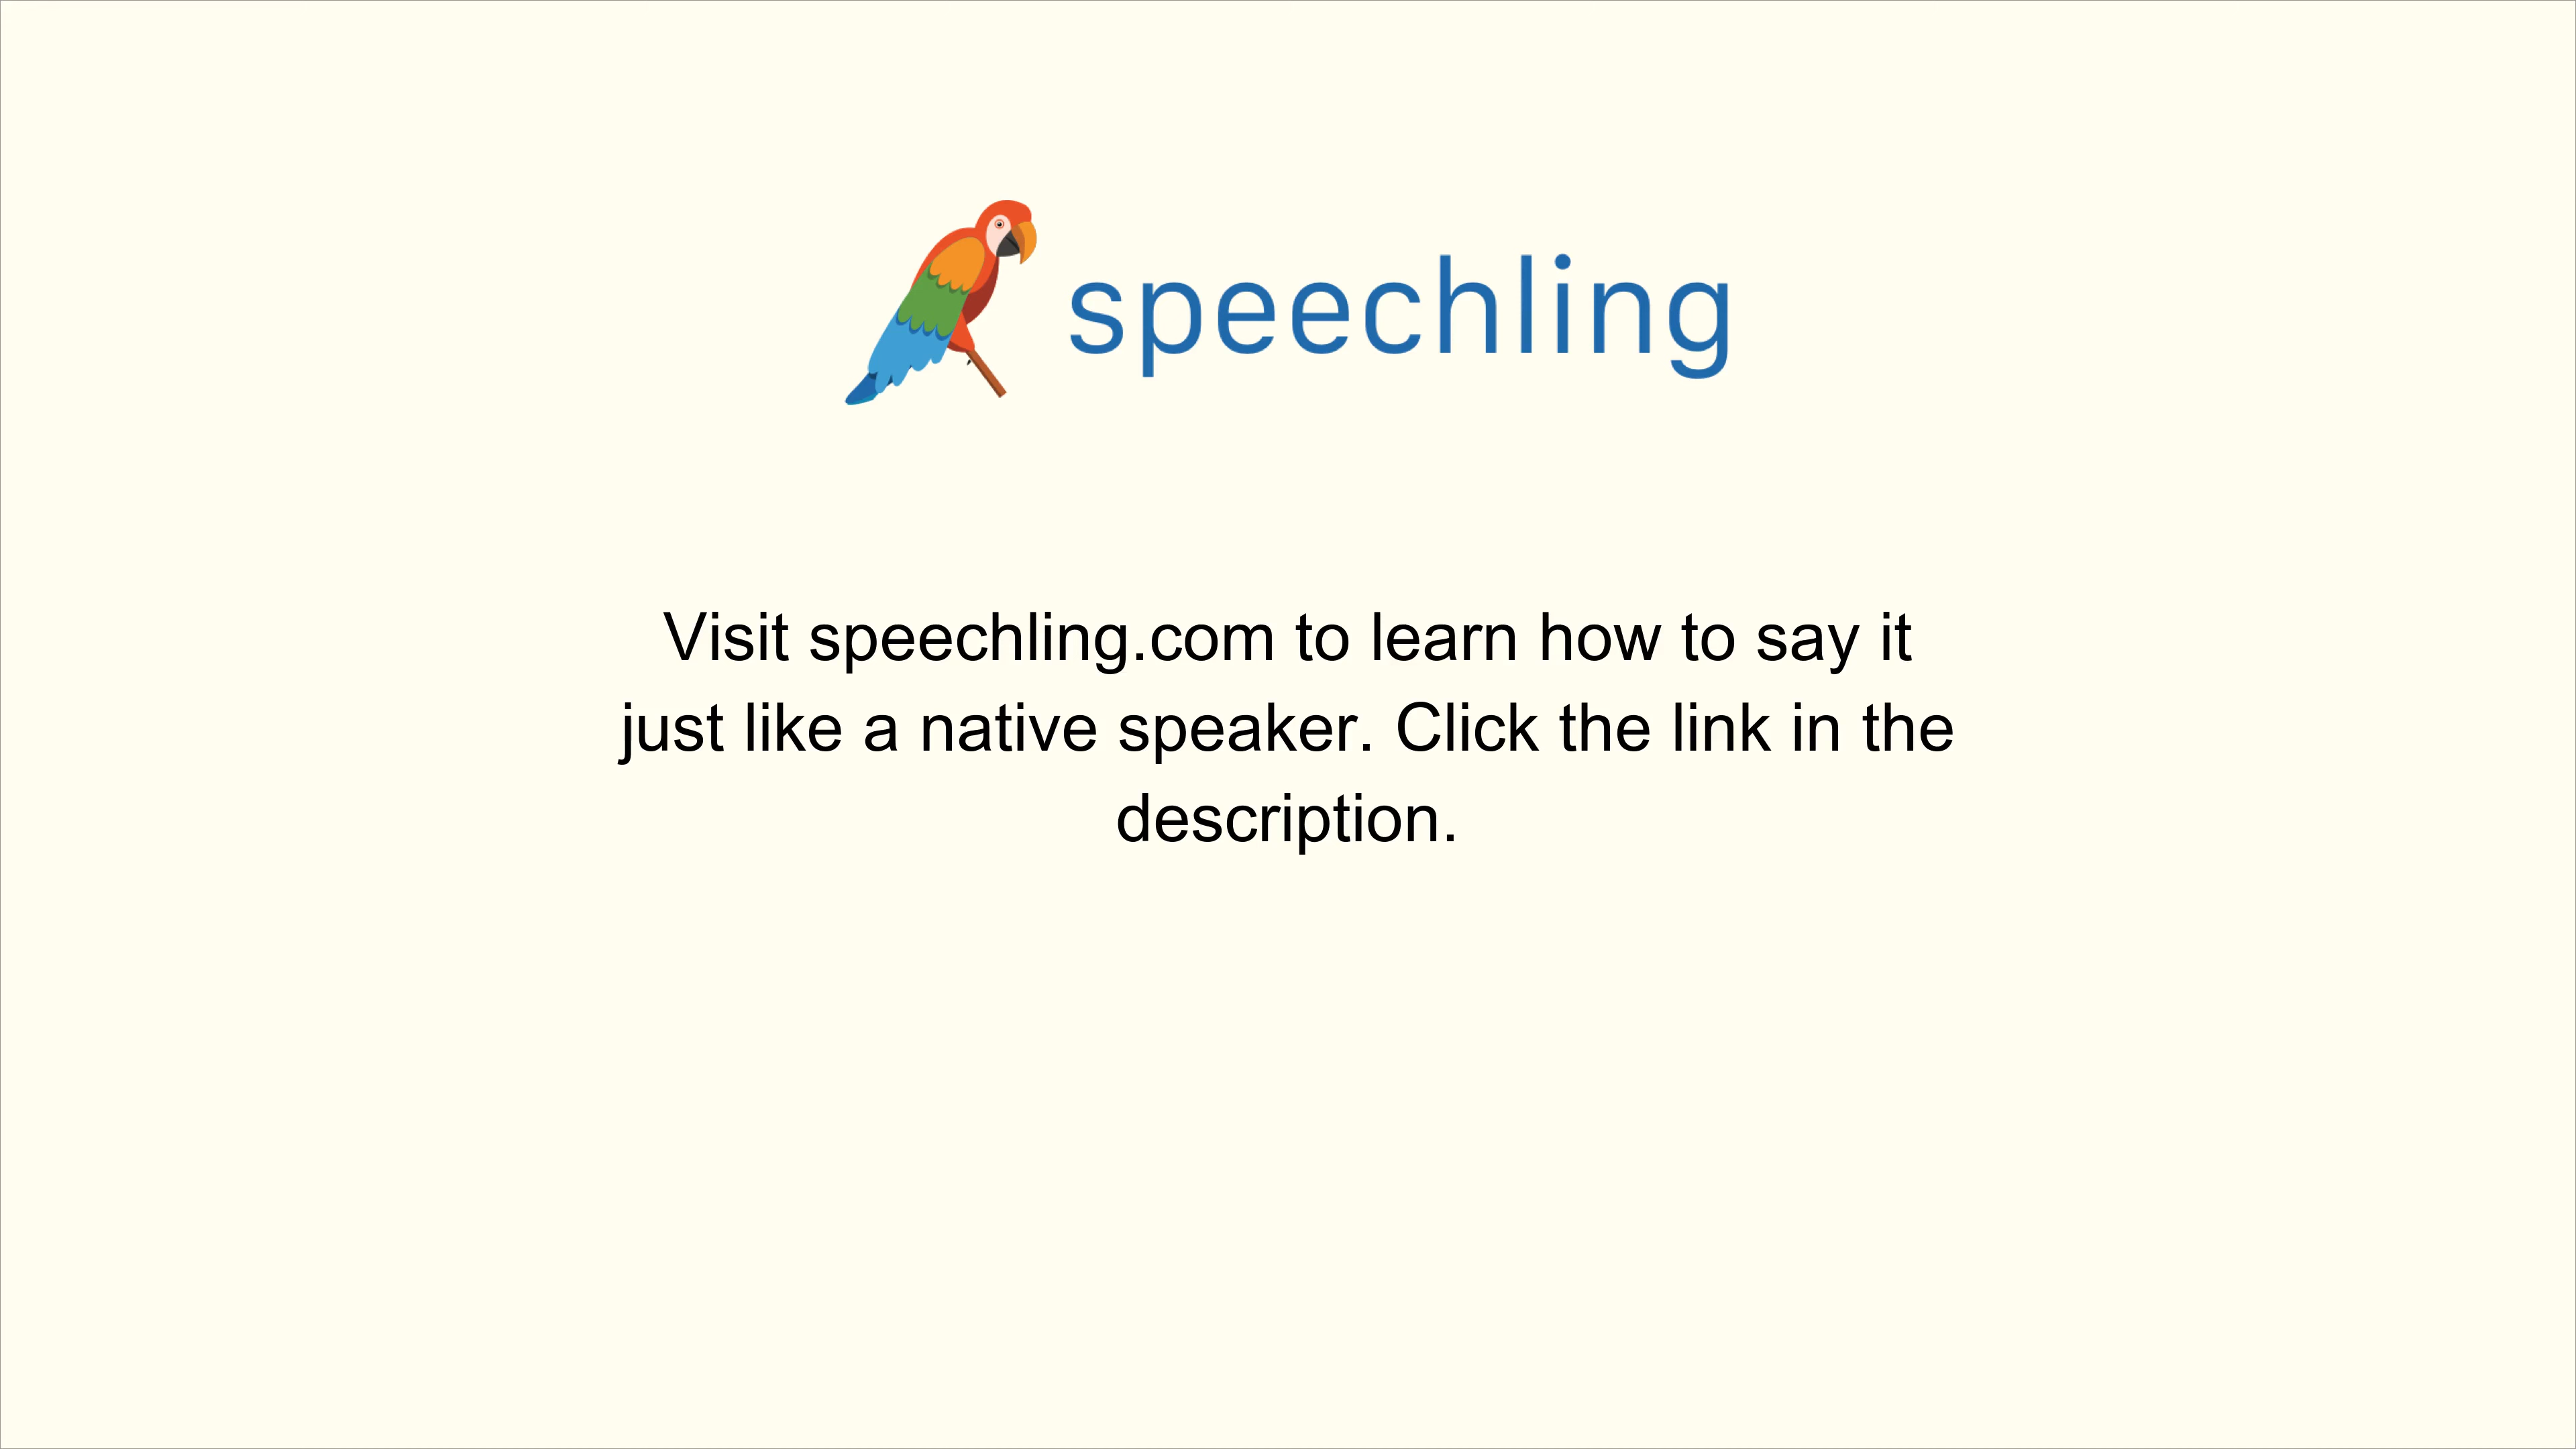 speechling
Visit speechling.com to learn how to say it
just like a native speaker. Click the link in the
description.